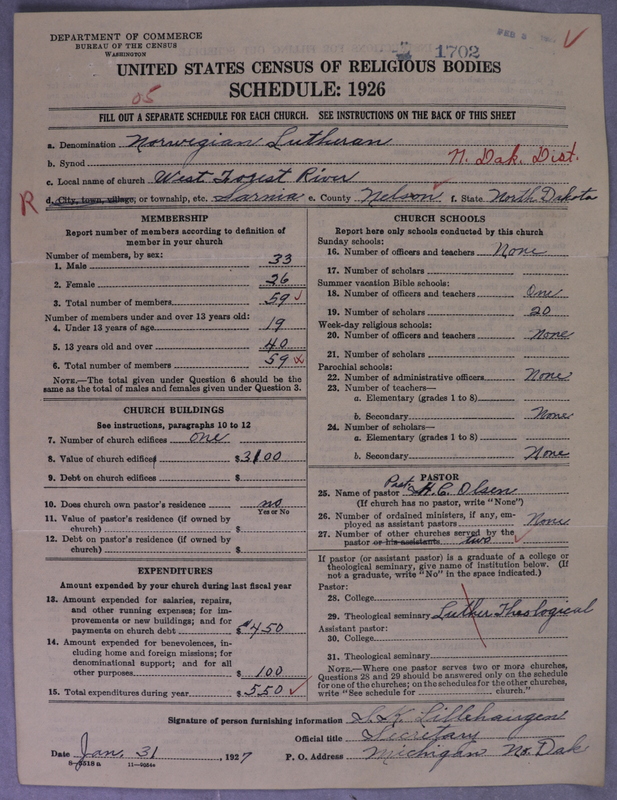 DEPARTMENT OF COMMERCE
BUREAU OF THE CENSUS
WASHINGTON
1702
FEB
UNITED STATES CENSUS OF RELIGIOUS BODIES
SCHEDULE: 1926
05
FILL OUT A SEPARATE SCHEDULE FOR EACH CHURCH. SEE INSTRUCTIONS ON THE BACK OF THIS SHEET
a. Denomination Norwegian Lutheran
b. Synod N. Dak. Dist.
c. Local name of church West Forest River
R d. City, town, village, or township, etc. Sarnia e. County Nelson f. State North Dakota
MEMBERSHIP
Report number of members according to definition of
member in your church
Number of members, by sex:
1. Male 33
2. Female 26
3. Total number of members 59
Number of members under and over 13 years old:
4. Under 13 years of age 19
5. 13 years old and over 40
6. Total number of members 59
NOTE.—The total given under Question 6 should be the
same as the total of males and females given under Question 3.
CHURCH BUILDINGS
See instructions, paragraphs 10 to 12
7. Number of church edifices one
8. Value of church edifices $3100
9. Debt on church edifices $
10. Does church own pastor's residence no
Yes or No
11. Value of pastor's residence (if owned by
church) $
12. Debt on pastor's residence (if owned by
church) $
EXPENDITURES
Amount expended by your church during last fiscal year
13. Amount expended for salaries, repairs,
and other running expenses; for im-
provements or new buildings; and for
payments on church debt $450
14. Amount expended for benevolences, in-
cluding home and foreign missions; for
denominational support; and for all
other purposes $100
15. Total expenditures during year $550
CHURCH SCHOOLS
Report here only schools conducted by this church
Sunday schools:
16. Number of officers and teachers None
17. Number of scholars
Summer vacation Bible schools:
18. Number of officers and teachers One
19. Number of scholars 20
Week-day religious schools:
20. Number of officers and teachers None
21. Number of scholars
Parochial schools:
22. Number of administrative officers None
23. Number of teachers—
a. Elementary (grades 1 to 8)
b. Secondary None
24. Number of scholars—
a. Elementary (grades 1 to 8)
b. Secondary None
PASTOR
25. Name of pastor Past. H. C. Olsen
(If church has no pastor, write "None")
26. Number of ordained ministers, if any, em-
ployed as assistant pastors None
27. Number of other churches served by the
pastor or his assistants two
If pastor (or assistant pastor) is a graduate of a college or
theological seminary, give name of institution below. (If
not a graduate, write "No" in the space indicated.)
Pastor:
28. College
29. Theological seminary Luther Theological
Assistant pastor:
30. College
31. Theological seminary
NOTE.—Where one pastor serves two or more churches,
Questions 28 and 29 should be answered only on the schedule
for one of the churches; on the schedules for the other churches,
write "See schedule for church."
Signature of person furnishing information S. K. Lillehaugen
Official title Secretary
Date Jan. 31, 1927 P. O. Address Michigan No. Dak
11—9584